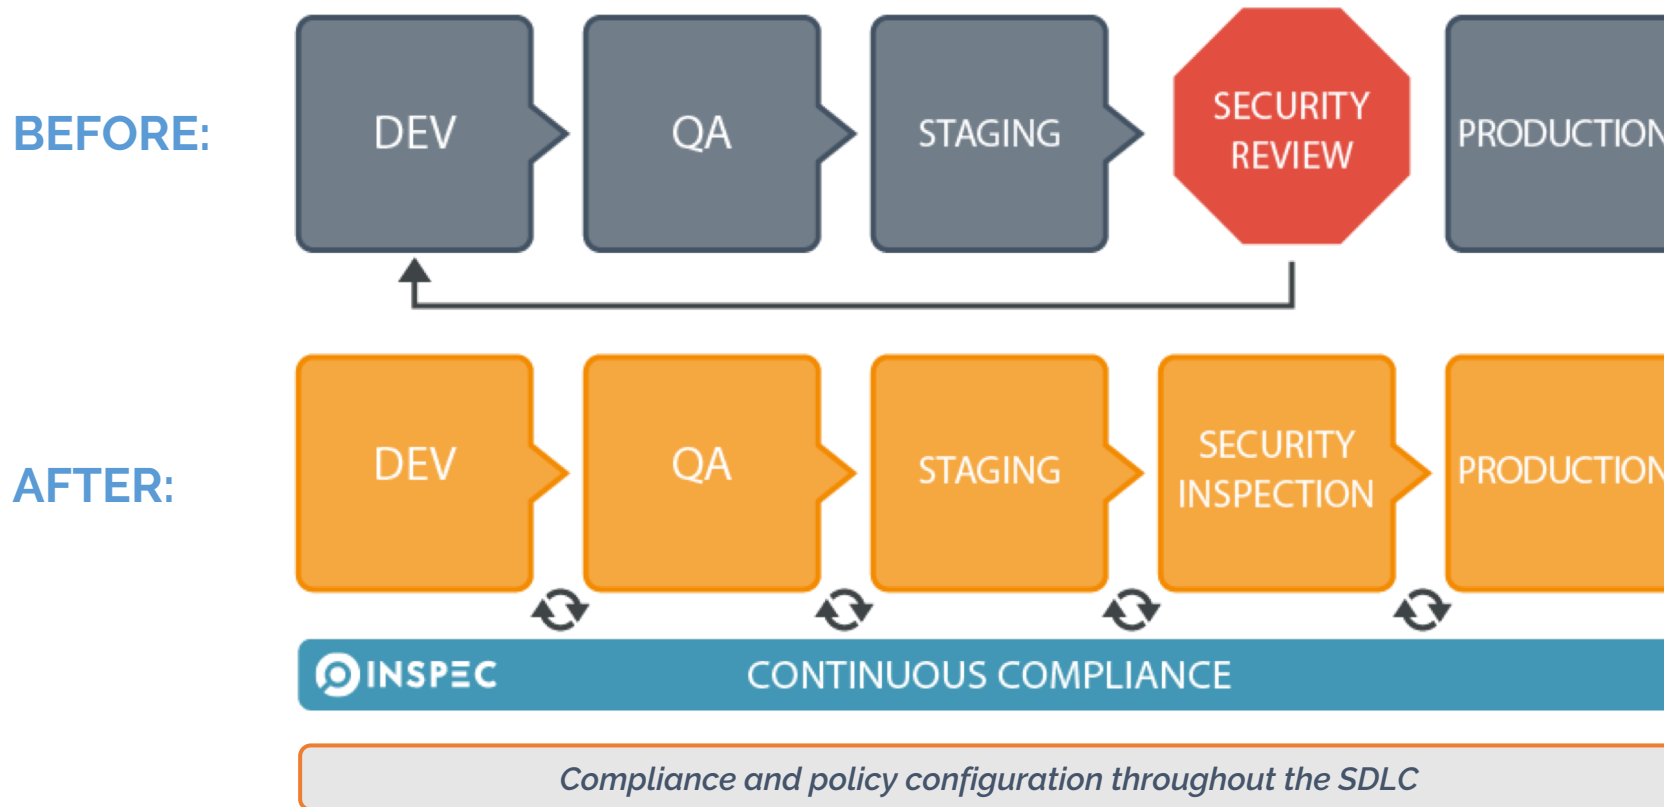 BEFORE:
DEV
QA
STAGING
SECURITY
REVIEW
PRODUCTION
AFTER:
DEV
QA
STAGING
SECURITY
INSPECTION
PRODUCTION
INSPEC
CONTINUOUS COMPLIANCE
Compliance and policy configuration throughout the SDLC